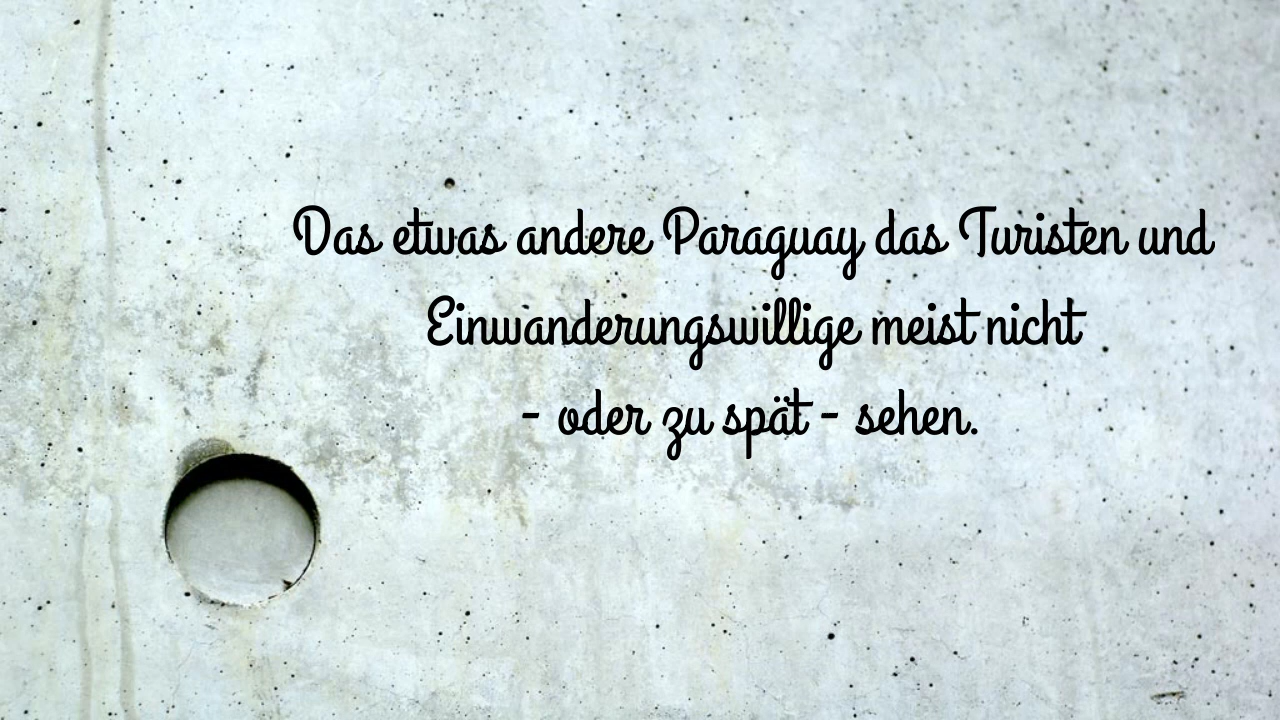 Das etwas andere Paraguay das Turisten und
Einwanderungswillige meist nicht
- oder zu spät - sehen.